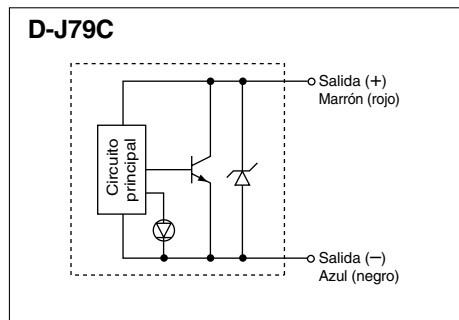 D-J79C
Salida (+)
Marrón (rojo)
Circuito
principal
Salida (−)
Azul (negro)